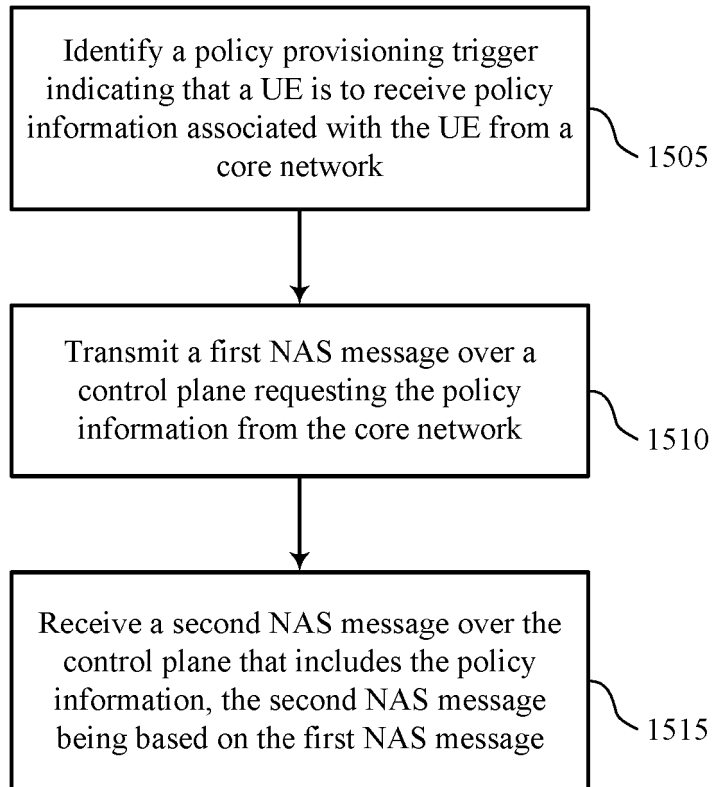 Identify a policy provisioning trigger
indicating that a UE is to receive policy
information associated with the UE from a
core network
1505
Transmit a first NAS message over a
control plane requesting the policy
information from the core network
1510
Receive a second NAS message over the
control plane that includes the policy
information, the second NAS message
being based on the first NAS message
1515